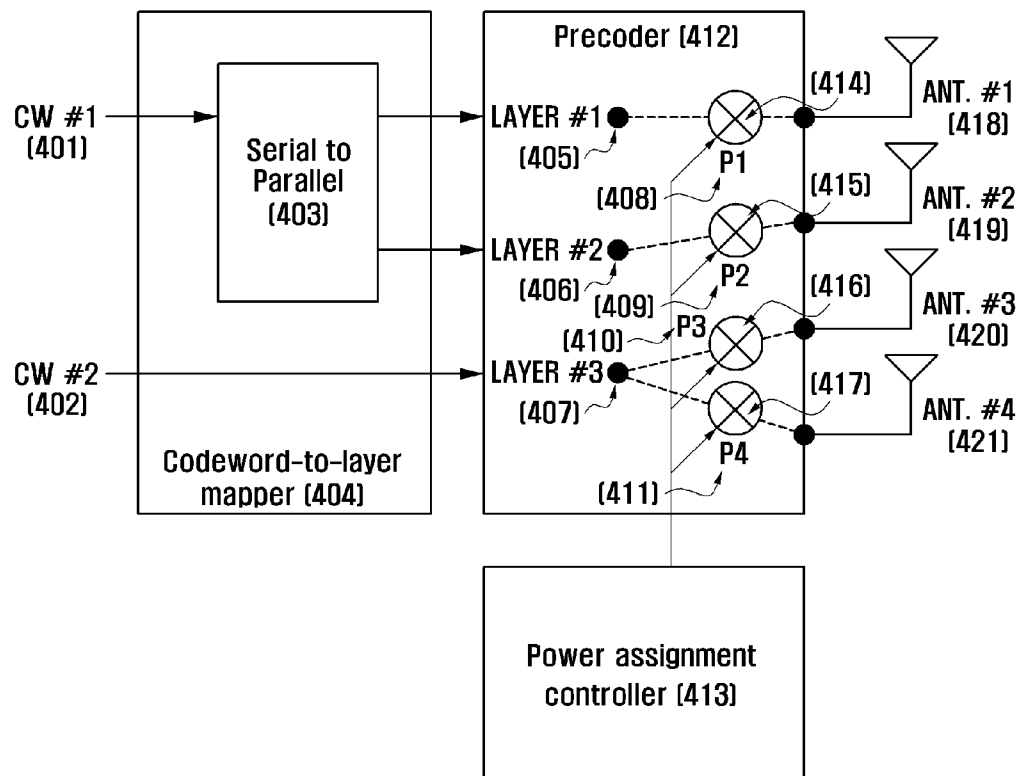 CW #1
(401)
Serial to
Parallel
(403)
CW #2
(402)
Codeword-to-layer
mapper (404)
Precoder (412)
LAYER #1
(405)
(414)
P1
(408)
LAYER #2
(406)
(415)
P2
(409)
(410)
P3
(416)
LAYER #3
(407)
(417)
P4
(411)
ANT. #1
(418)
ANT. #2
(419)
ANT. #3
(420)
ANT. #4
(421)
Power assignment
controller (413)